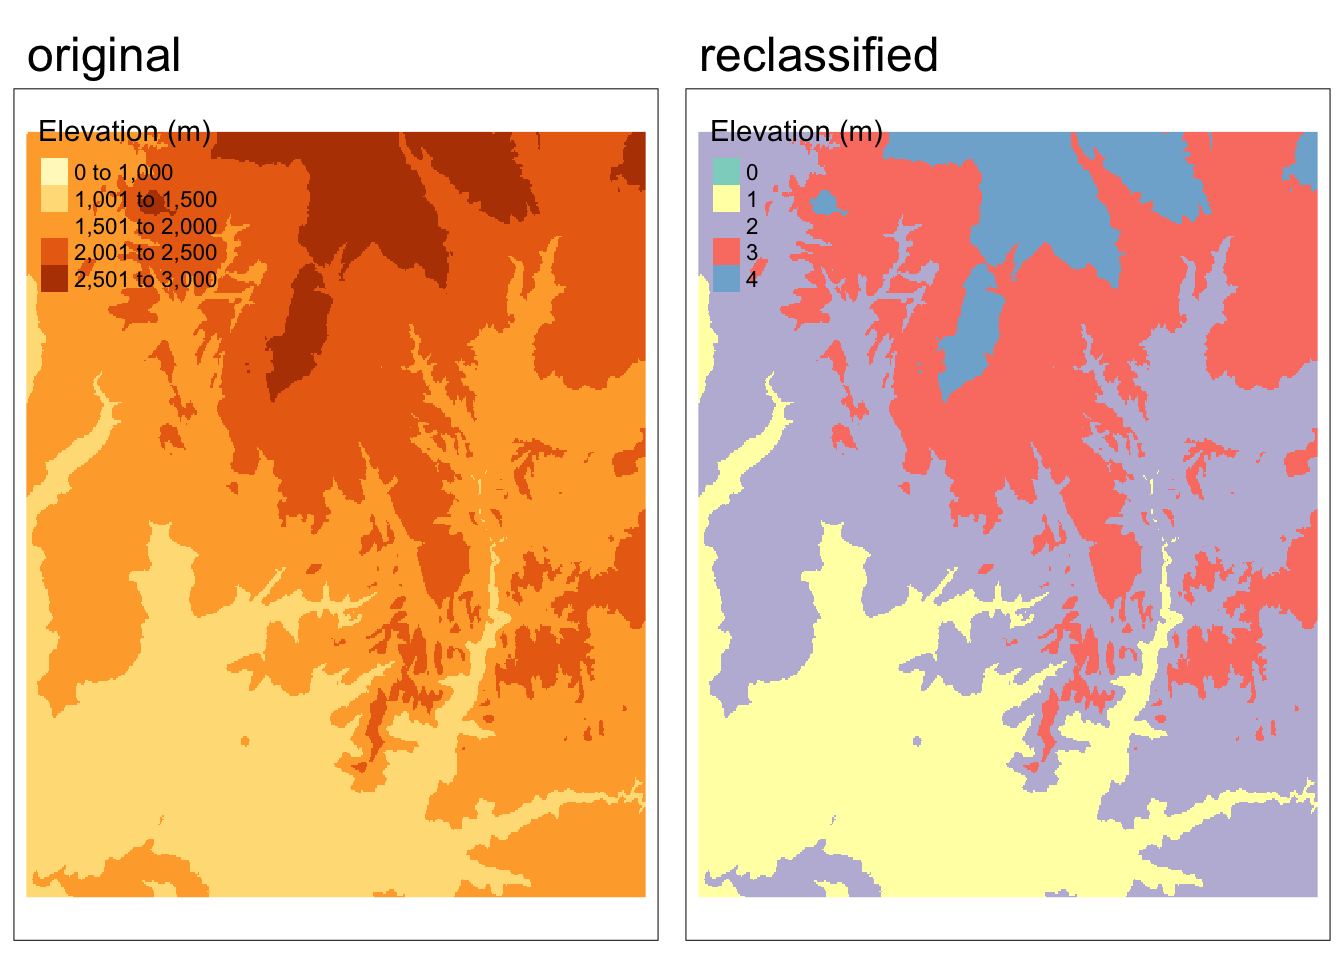 original
Elevation (m)
0 to 1,000
1,001 to 1,500
1,501 to 2,000
2,001 to 2,500
2,501 to 3,000
reclassified
Elevation (m)
0
1
2
3
4